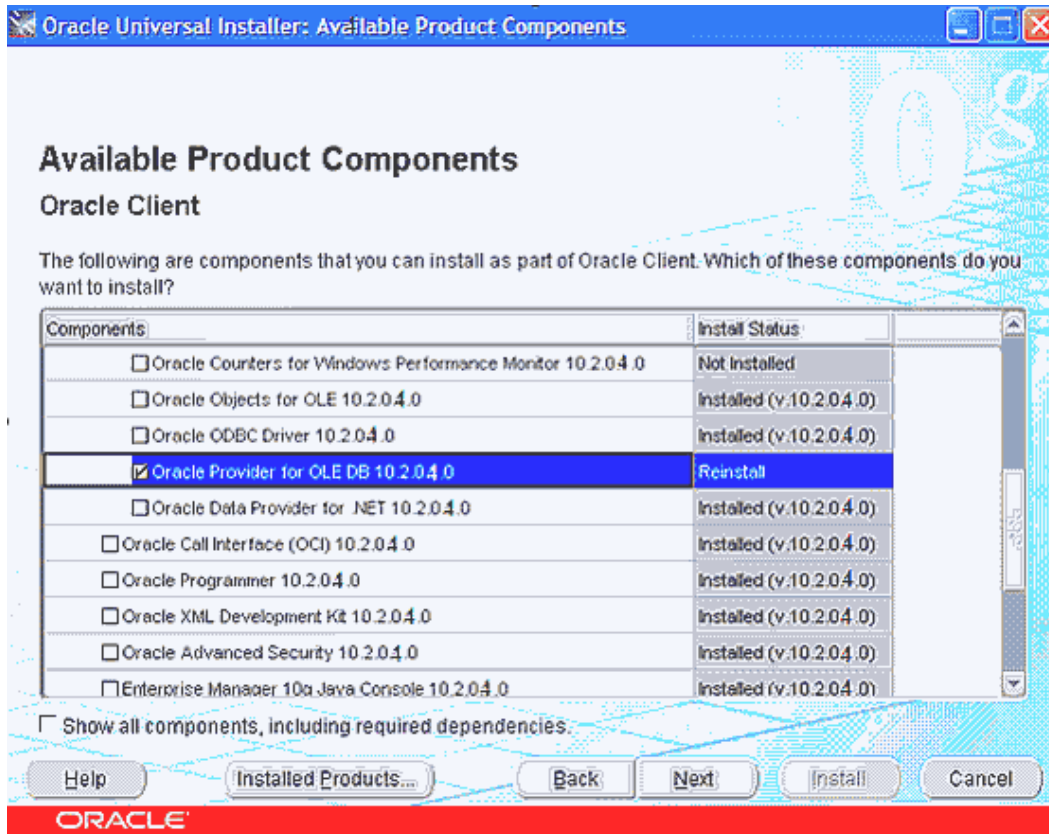 Oracle Universal Installer: Available Product Components
Available Product Components
Oracle Client
The following are components that you can install as part of Oracle Client. Which of these components do you
want to install?
Components Install Status
Oracle Counters for Windows Performance Monitor 10.2.0.4.0 Not Installed
Oracle Objects for OLE 10.2.0.4.0 Installed (v.10.2.0.4.0)
Oracle ODBC Driver 10.2.0.4.0 Installed (v.10.2.0.4.0)
Oracle Provider for OLE DB 10.2.0.4.0 Reinstall
Oracle Data Provider for .NET 10.2.0.4.0 Installed (v.10.2.0.4.0)
Oracle Call Interface (OCI) 10.2.0.4.0 Installed (v.10.2.0.4.0)
Oracle Programmer 10.2.0.4.0 Installed (v.10.2.0.4.0)
Oracle XML Development Kit 10.2.0.4.0 Installed (v.10.2.0.4.0)
Oracle Advanced Security 10.2.0.4.0 Installed (v.10.2.0.4.0)
Enterprise Manager 10g Java Console 10.2.0.4.0 Installed (v.10.2.0.4.0)
Show all components, including required dependencies.
Help Installed Products... Back Next Install Cancel
ORACLE